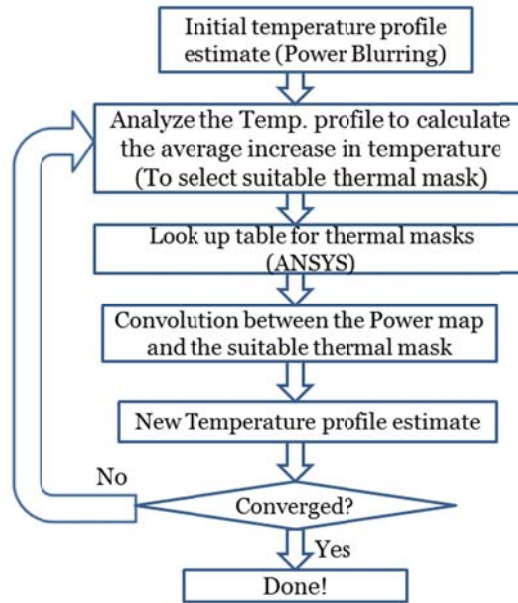 Initial temperature profile
estimate (Power Blurring)
Analyze the Temp. profile to calculate
the average increase in temperature
(To select suitable thermal mask)
Look up table for thermal masks
(ANSYS)
Convolution between the Power map
and the suitable thermal mask
New Temperature profile estimate
No
Converged?
Yes
Done!